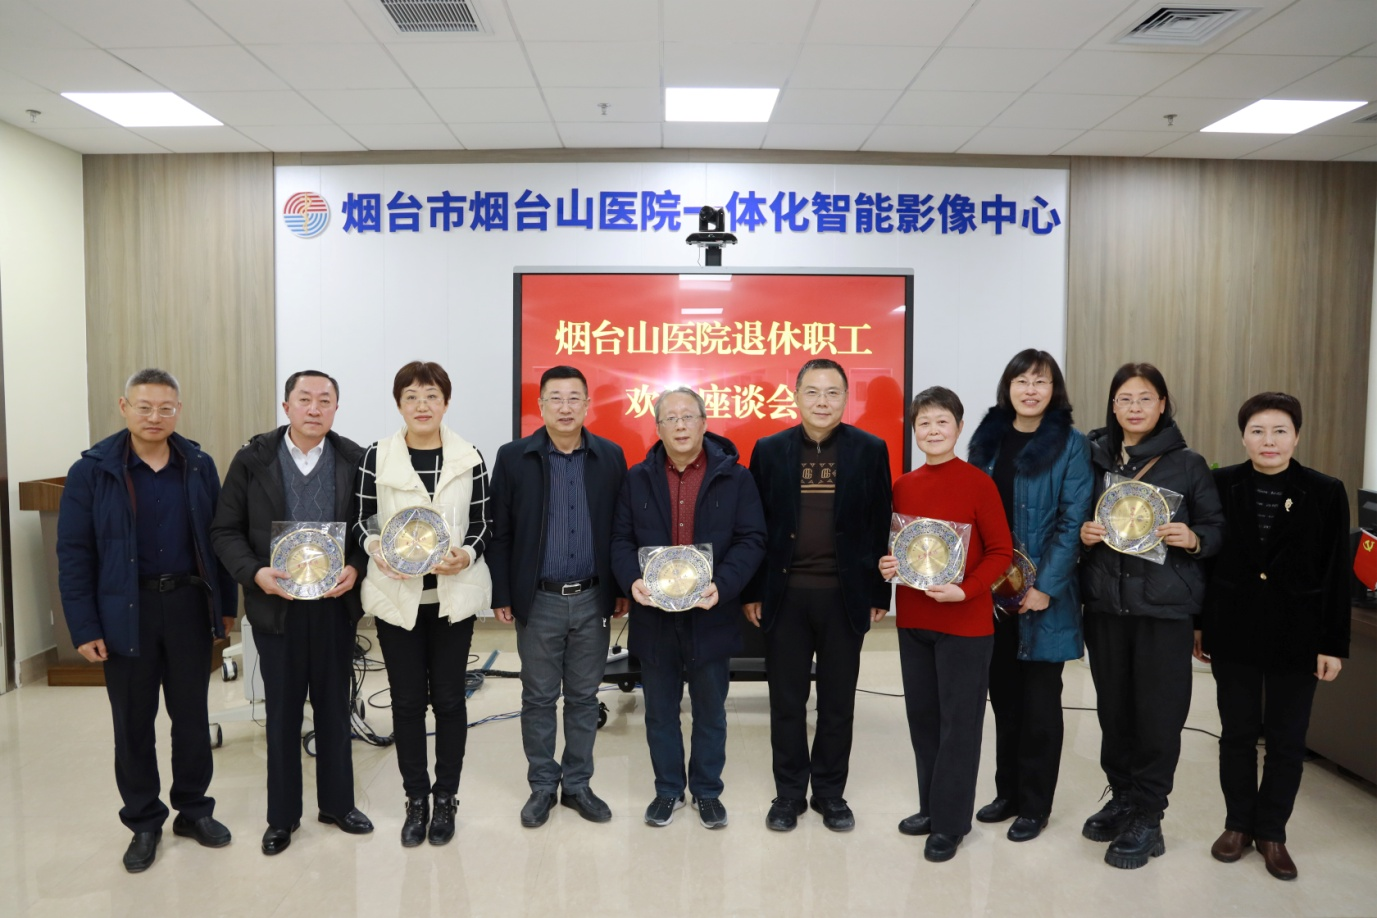 烟台市烟台山医院一体化智能影像中心
烟台山医院退休职工
欢 座谈会